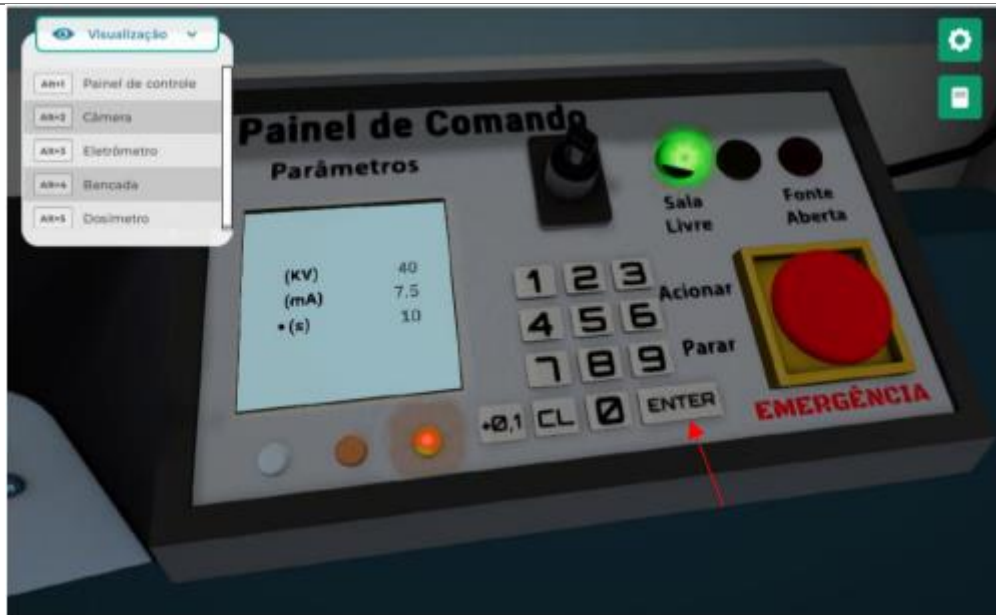 Visualização
Alt+1 Painel de controle
Alt+2 Câmera
Alt+3 Eletrômetro
Alt+4 Bancada
Alt+5 Dosímetro
Painel de Comando
Parâmetros
(KV) 40
(mA) 7,5
•(s) 10
Sala
Livre
Fonte
Aberta
1 2 3
4 5 6
7 8 9
+0,1 CL 0 ENTER
Acionar
Parar
EMERGÊNCIA